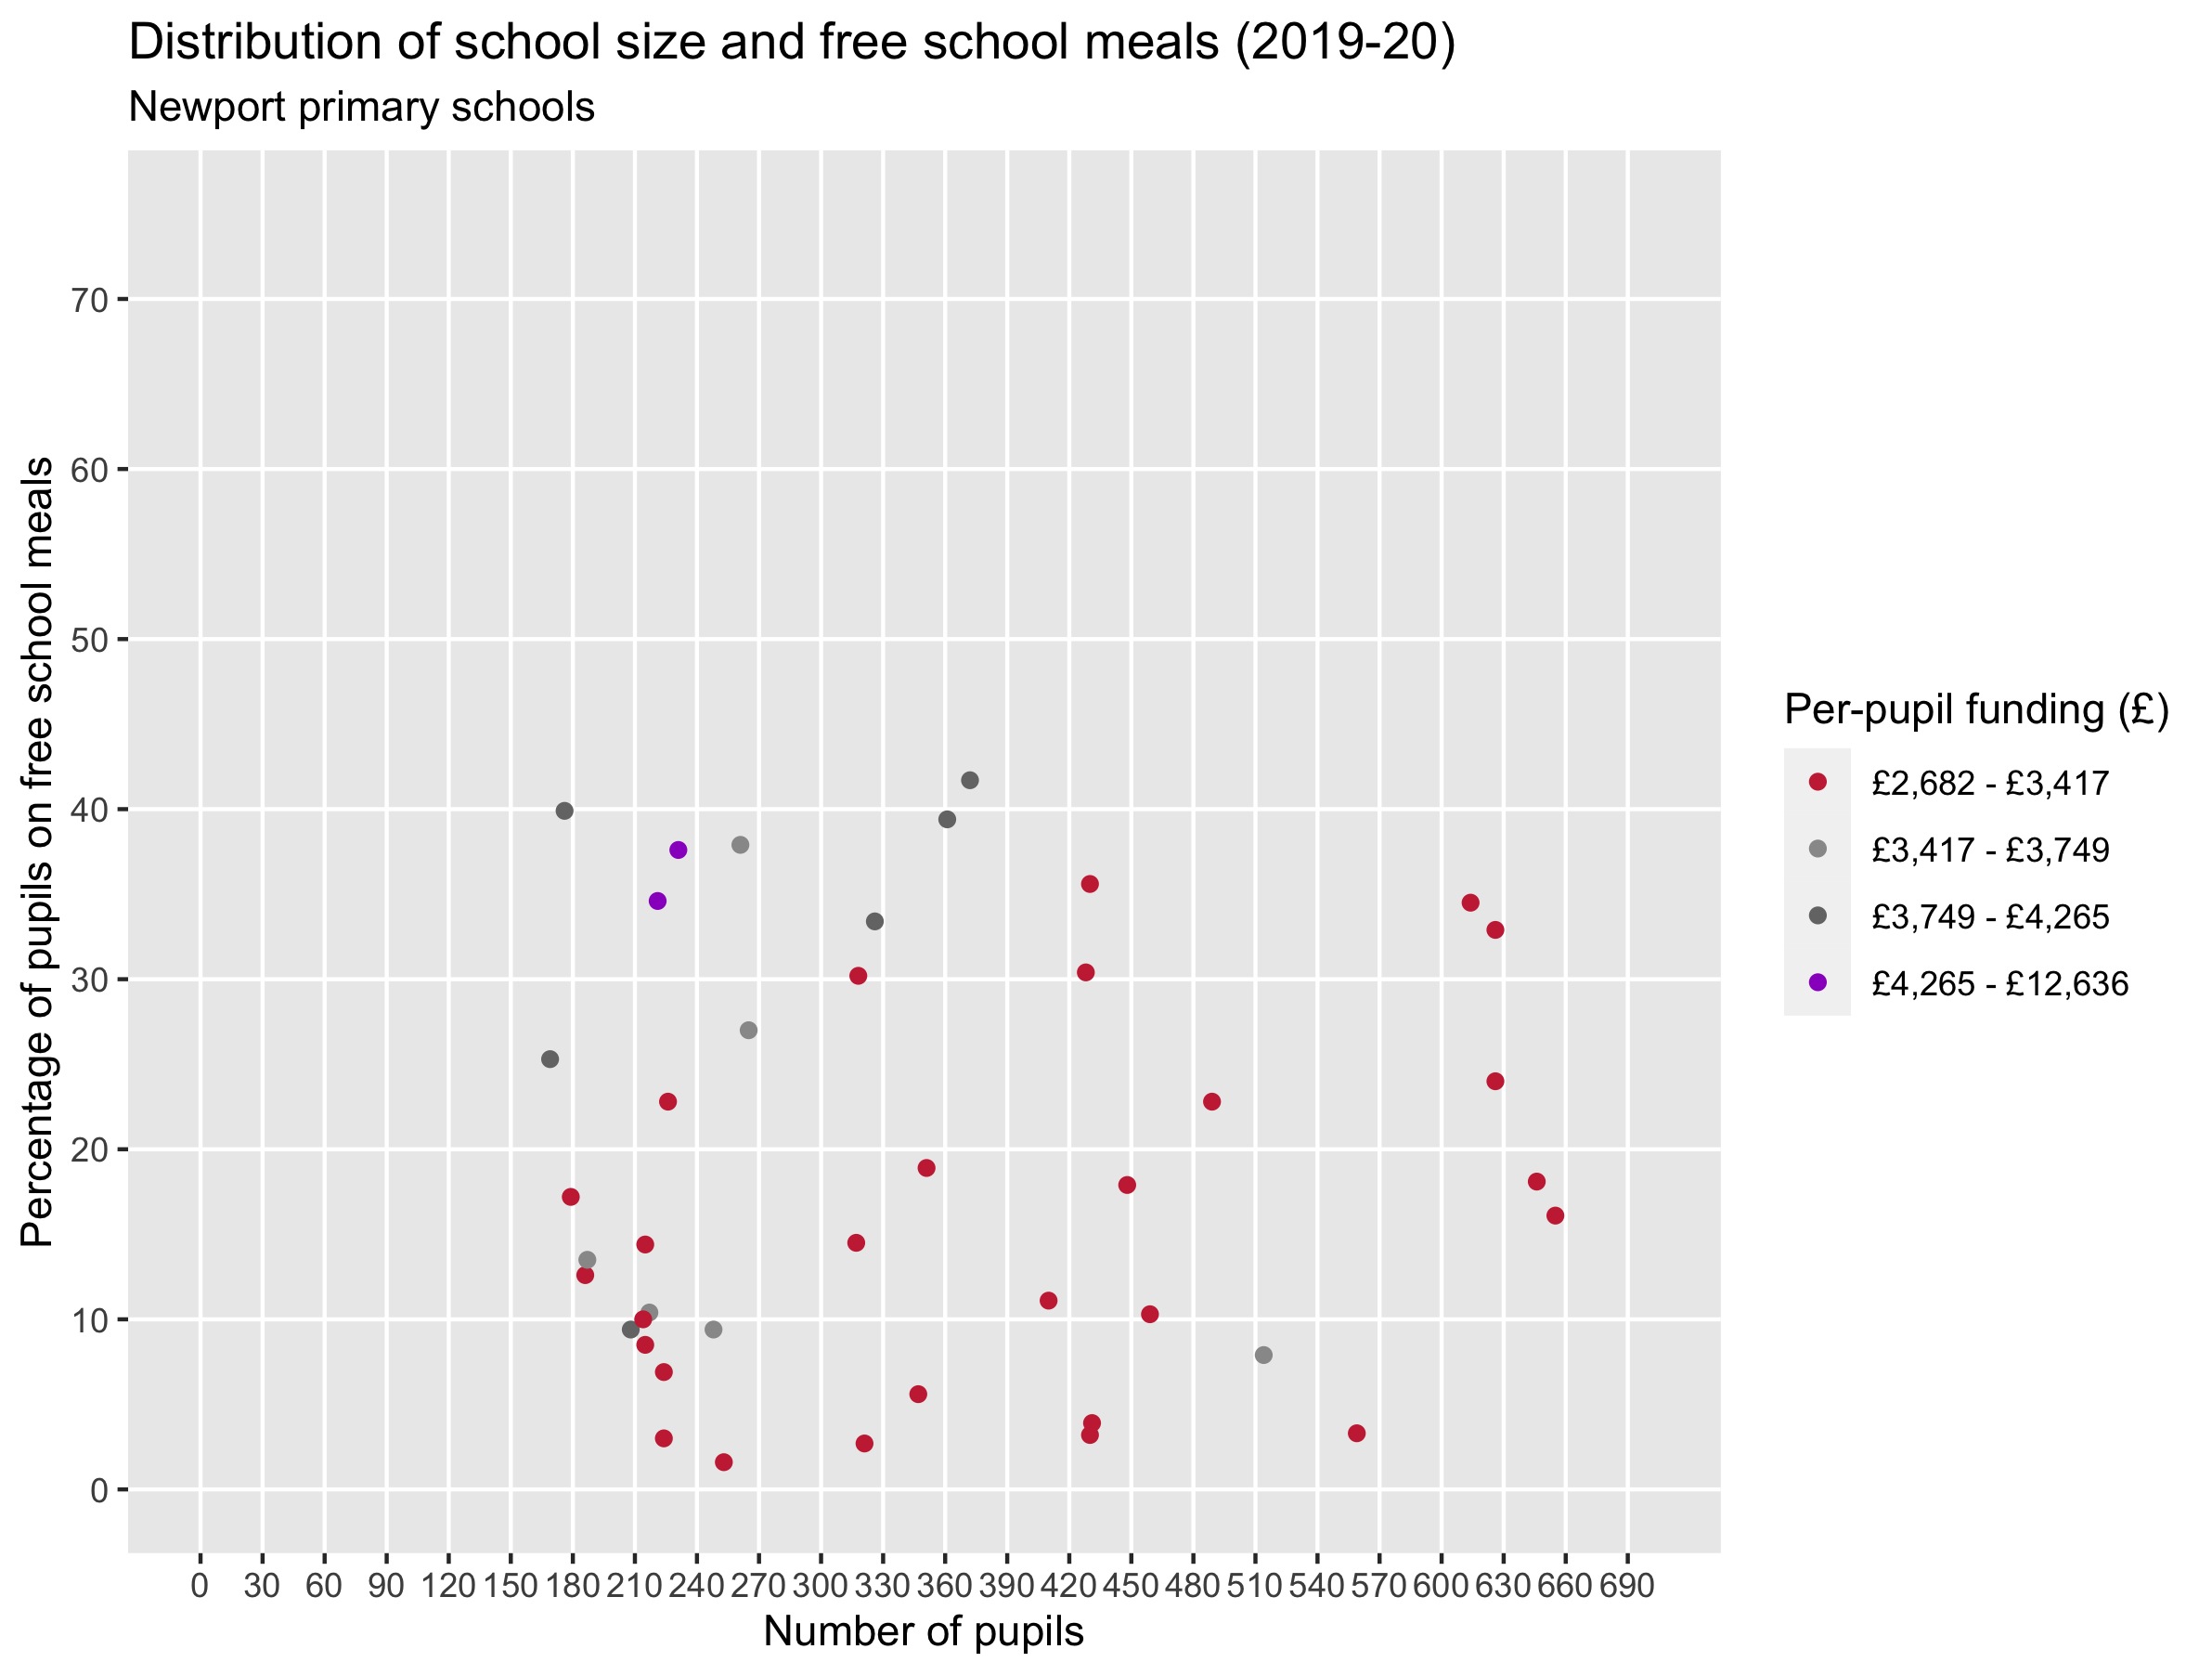 Distribution of school size and free school meals (2019-20)
Newport primary schools
Percentage of pupils on free school meals
70
60
50
40
30
20
10
0
0 30 60 90 120 150 180 210 240 270 300 330 360 390 420 450 480 510 540 570 600 630 660 690
Number of pupils
Per-pupil funding (£)
£2,682 - £3,417
£3,417 - £3,749
£3,749 - £4,265
£4,265 - £12,636